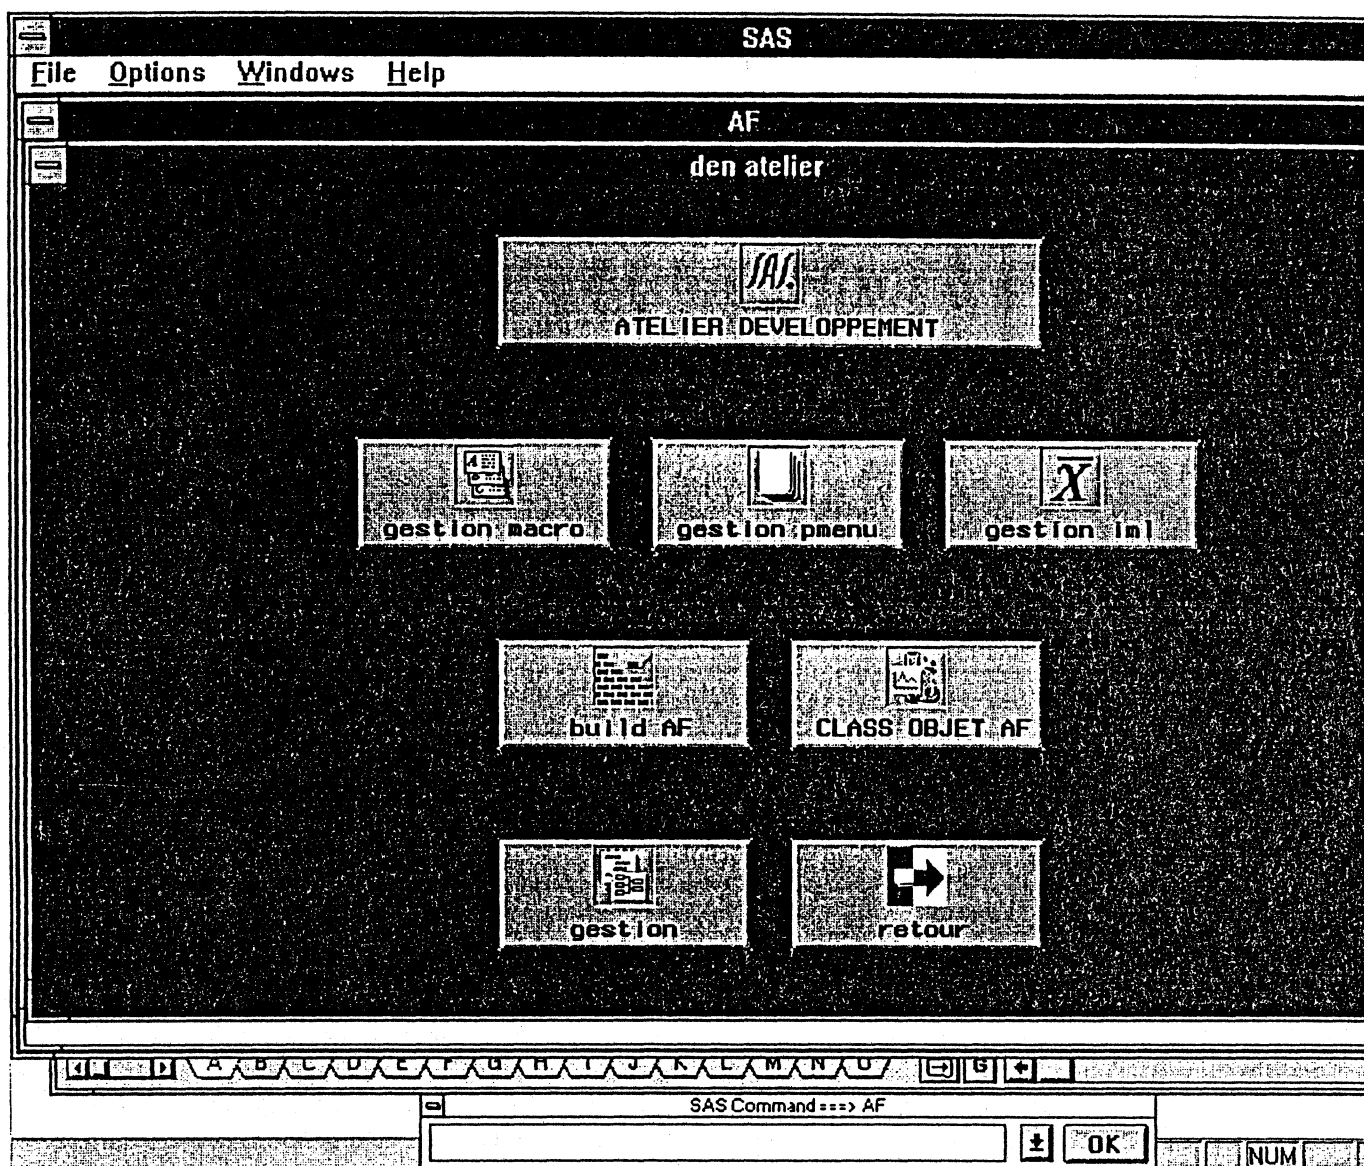 SAS
File Options Windows Help
AF
den atelier
SAS.
ATELIER DEVELOPPEMENT
gestion macro gestion pmenu gestion iml
build AF CLASS OBJET AF
gestion retour
A B C D E F G H I J K L M N O G
SAS Command ===> AF
OK
NUM